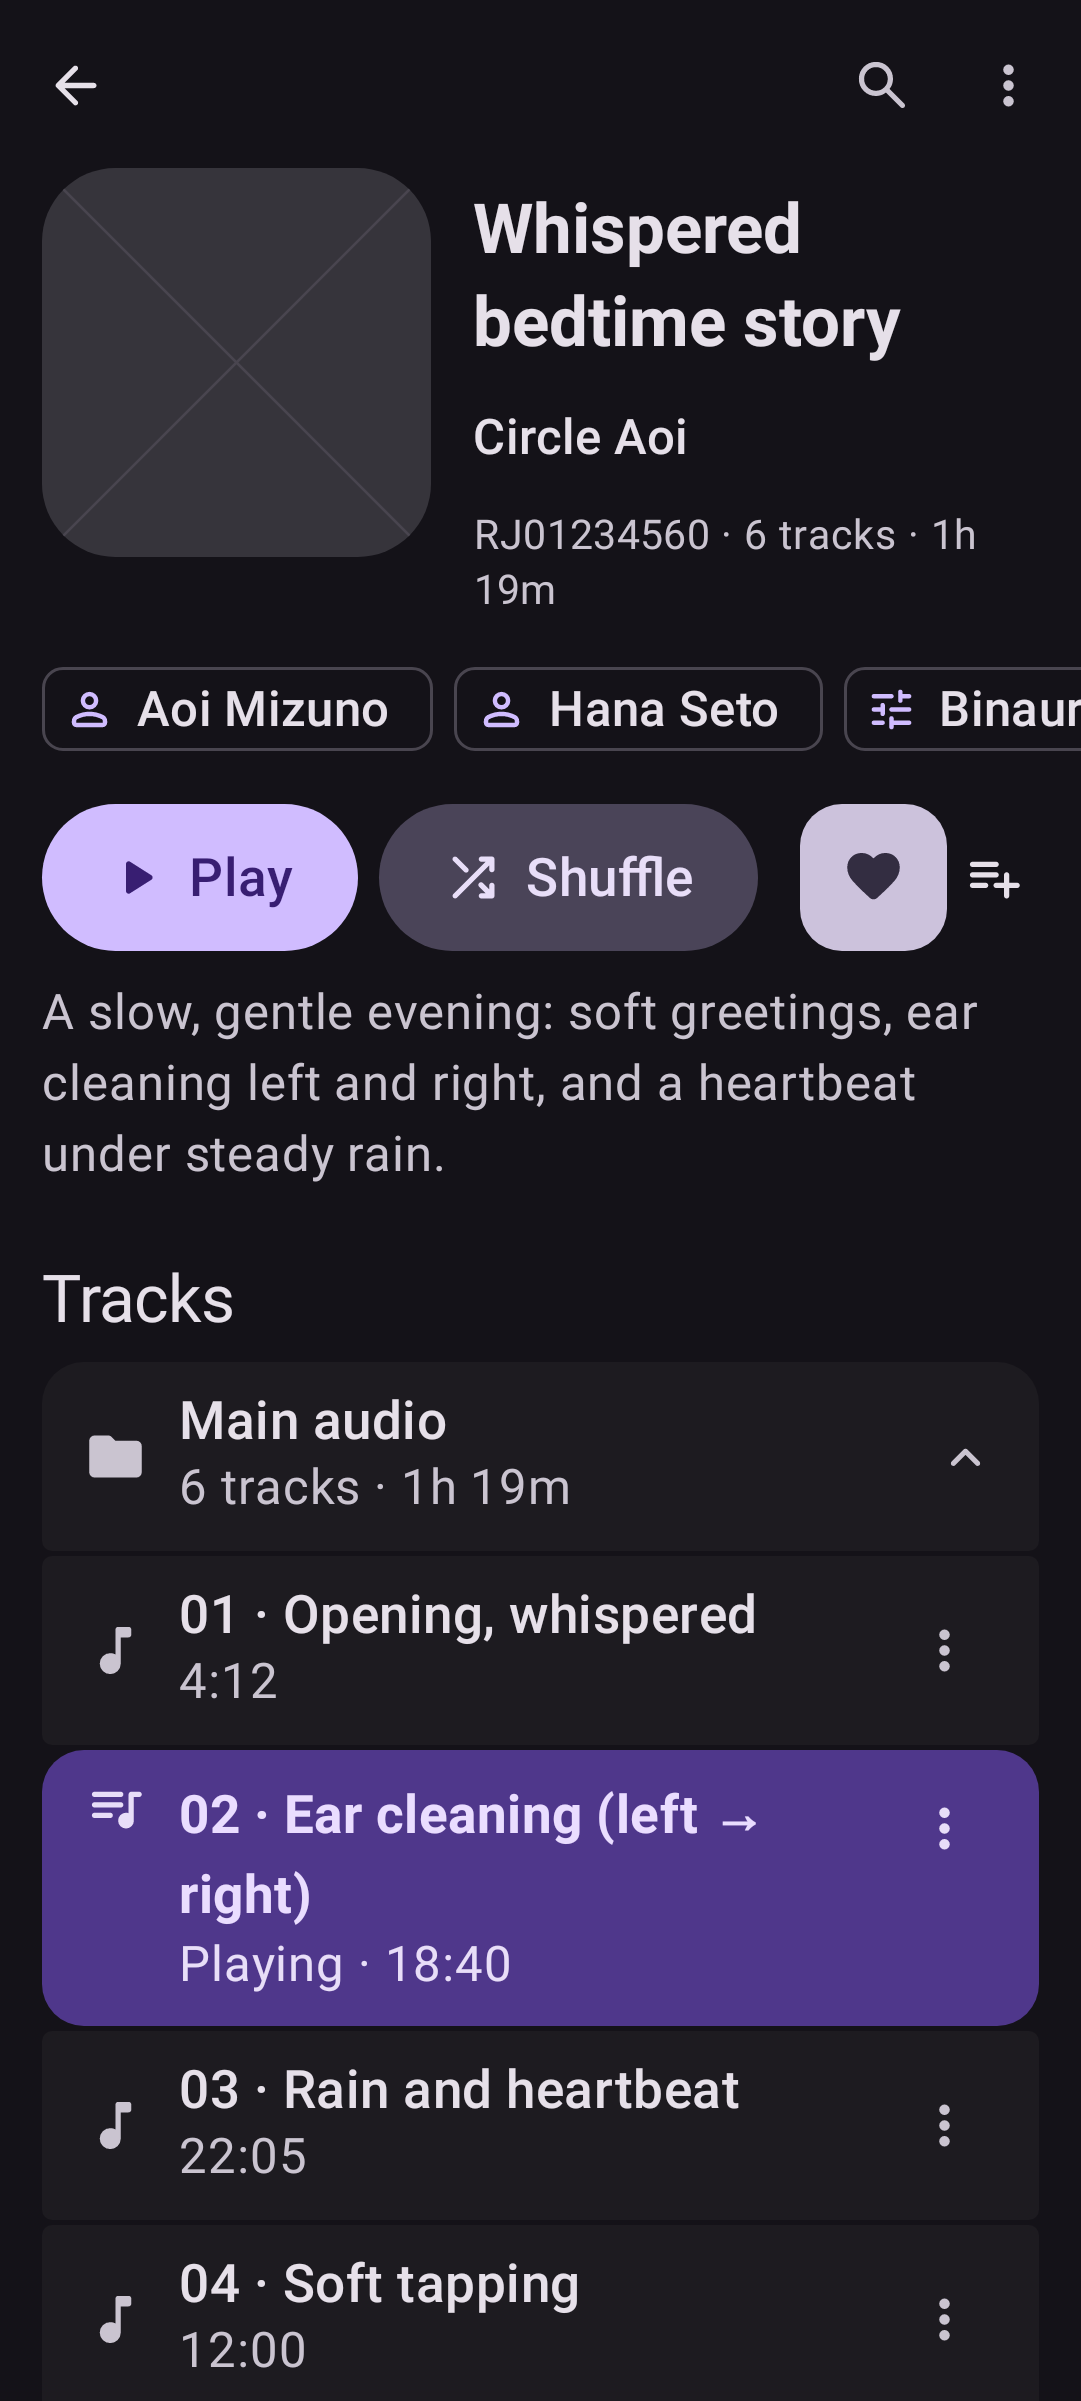 Whispered
bedtime story
Circle Aoi
RJ01234560 · 6 tracks · 1h
19m
Aoi Mizuno
Hana Seto
Binaur
Play
Shuffle
A slow, gentle evening: soft greetings, ear
cleaning left and right, and a heartbeat
under steady rain.
Tracks
Main audio
6 tracks · 1h 19m
01 · Opening, whispered
4:12
02 · Ear cleaning (left →
right)
Playing · 18:40
03 · Rain and heartbeat
22:05
04 · Soft tapping
12:00